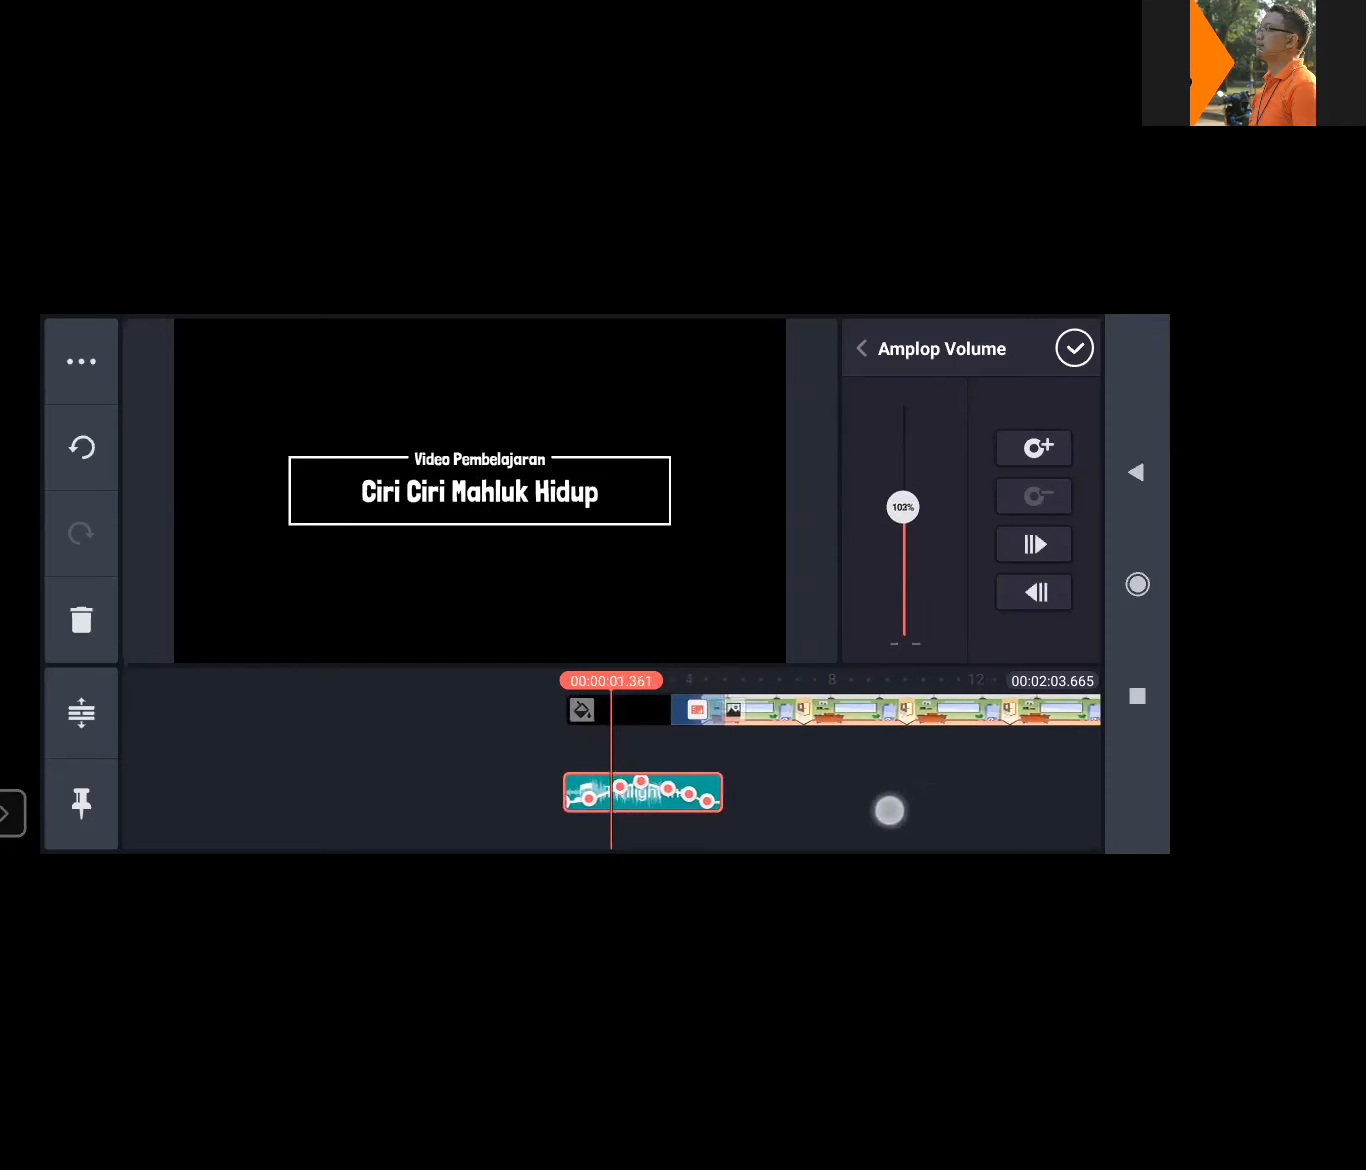 Amplop Volume
Video Pembelajaran
Ciri Ciri Mahluk Hidup
103%
00:00:01.361
4
8
12
00:02:03.665